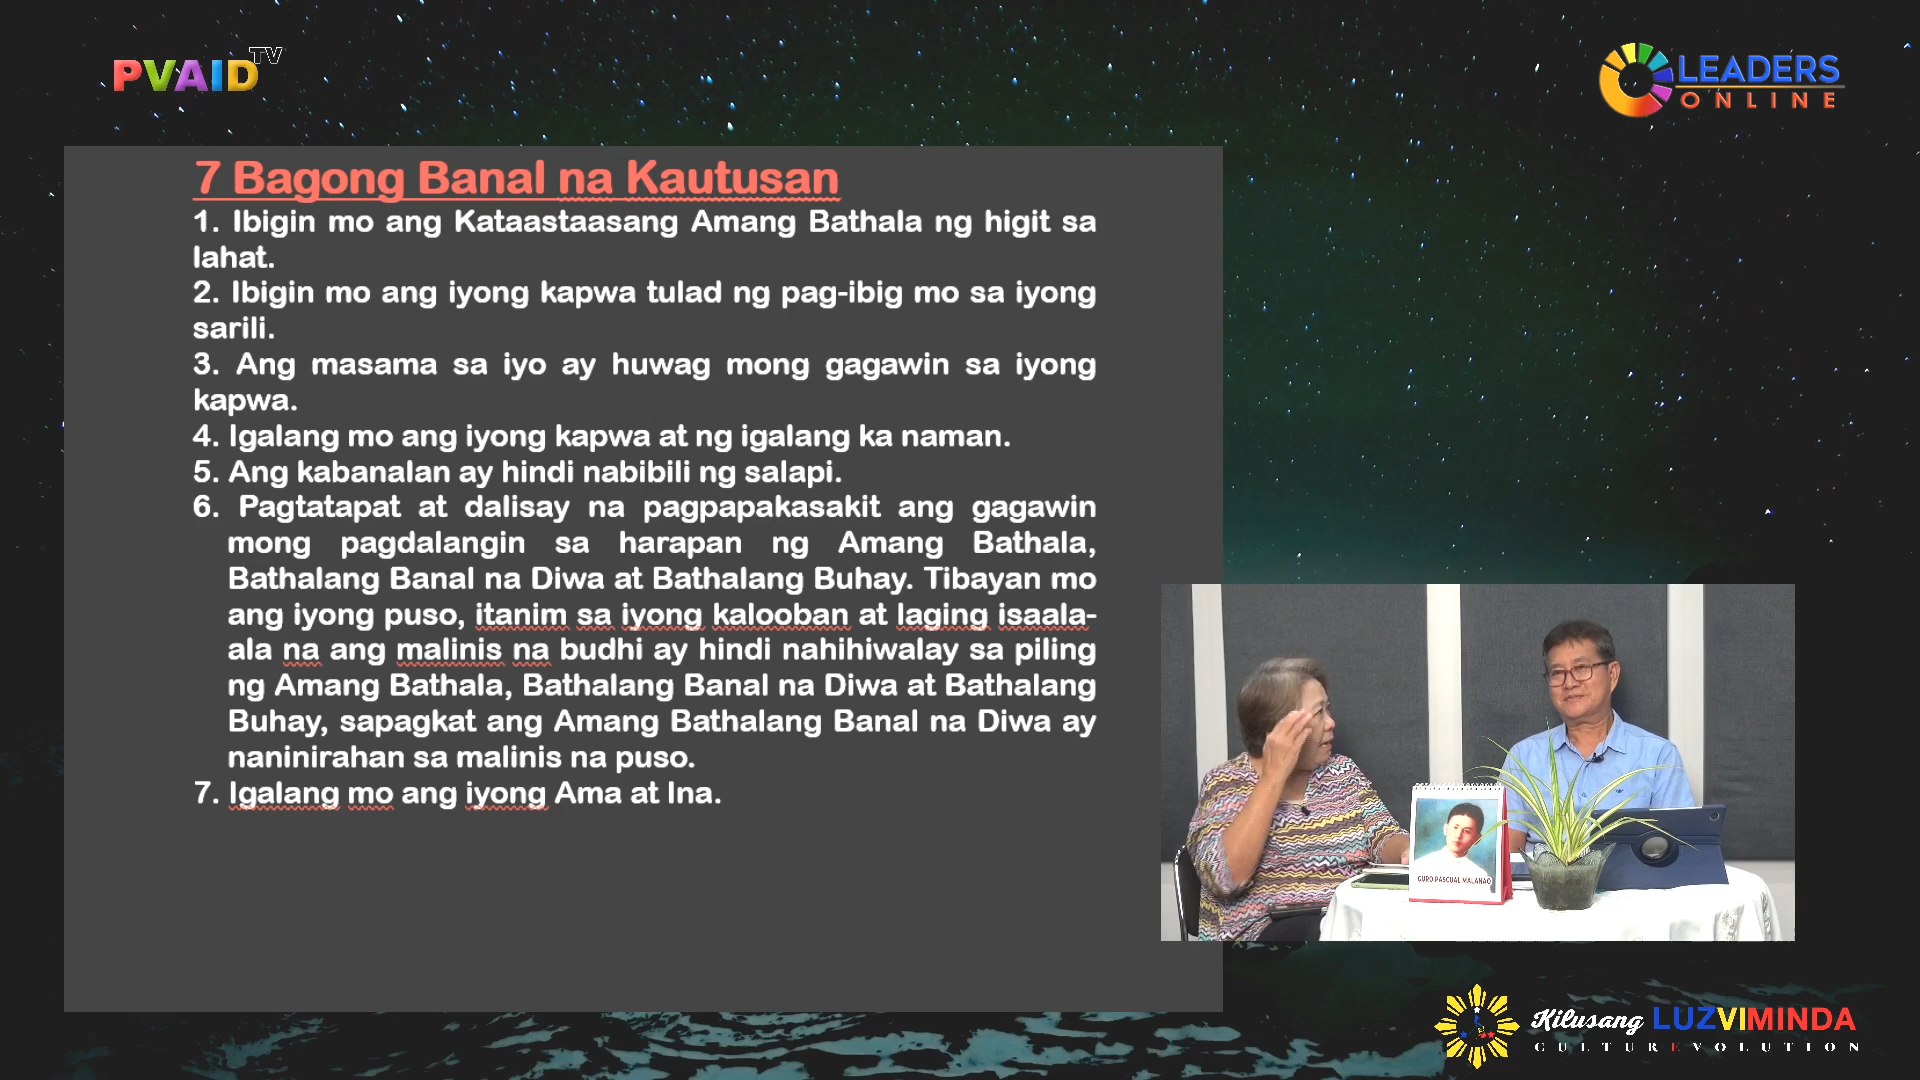 PVAID TV
LEADERS
ONLINE
7 Bagong Banal na Kautusan
1. Ibigin mo ang Kataastaasang Amang Bathala ng higit sa
lahat.
2. Ibigin mo ang iyong kapwa tulad ng pag-ibig mo sa iyong
sarili.
3. Ang masama sa iyo ay huwag mong gagawin sa iyong
kapwa.
4. Igalang mo ang iyong kapwa at ng igalang ka naman.
5. Ang kabanalan ay hindi nabibili ng salapi.
6. Pagtatapat at dalisay na pagpapakasakit ang gagawin
mong pagdalangin sa harapan ng Amang Bathala,
Bathalang Banal na Diwa at Bathalang Buhay. Tibayan mo
ang iyong puso, itanim sa iyong kalooban at laging isaala-
ala na ang malinis na budhi ay hindi nahihiwalay sa piling
ng Amang Bathala, Bathalang Banal na Diwa at Bathalang
Buhay, sapagkat ang Amang Bathalang Banal na Diwa ay
naninirahan sa malinis na puso.
7. Igalang mo ang iyong Ama at Ina.
GURO PASCUAL MALANAO
Kilusang LUZVIMINDA
CULTUREVOLUTION